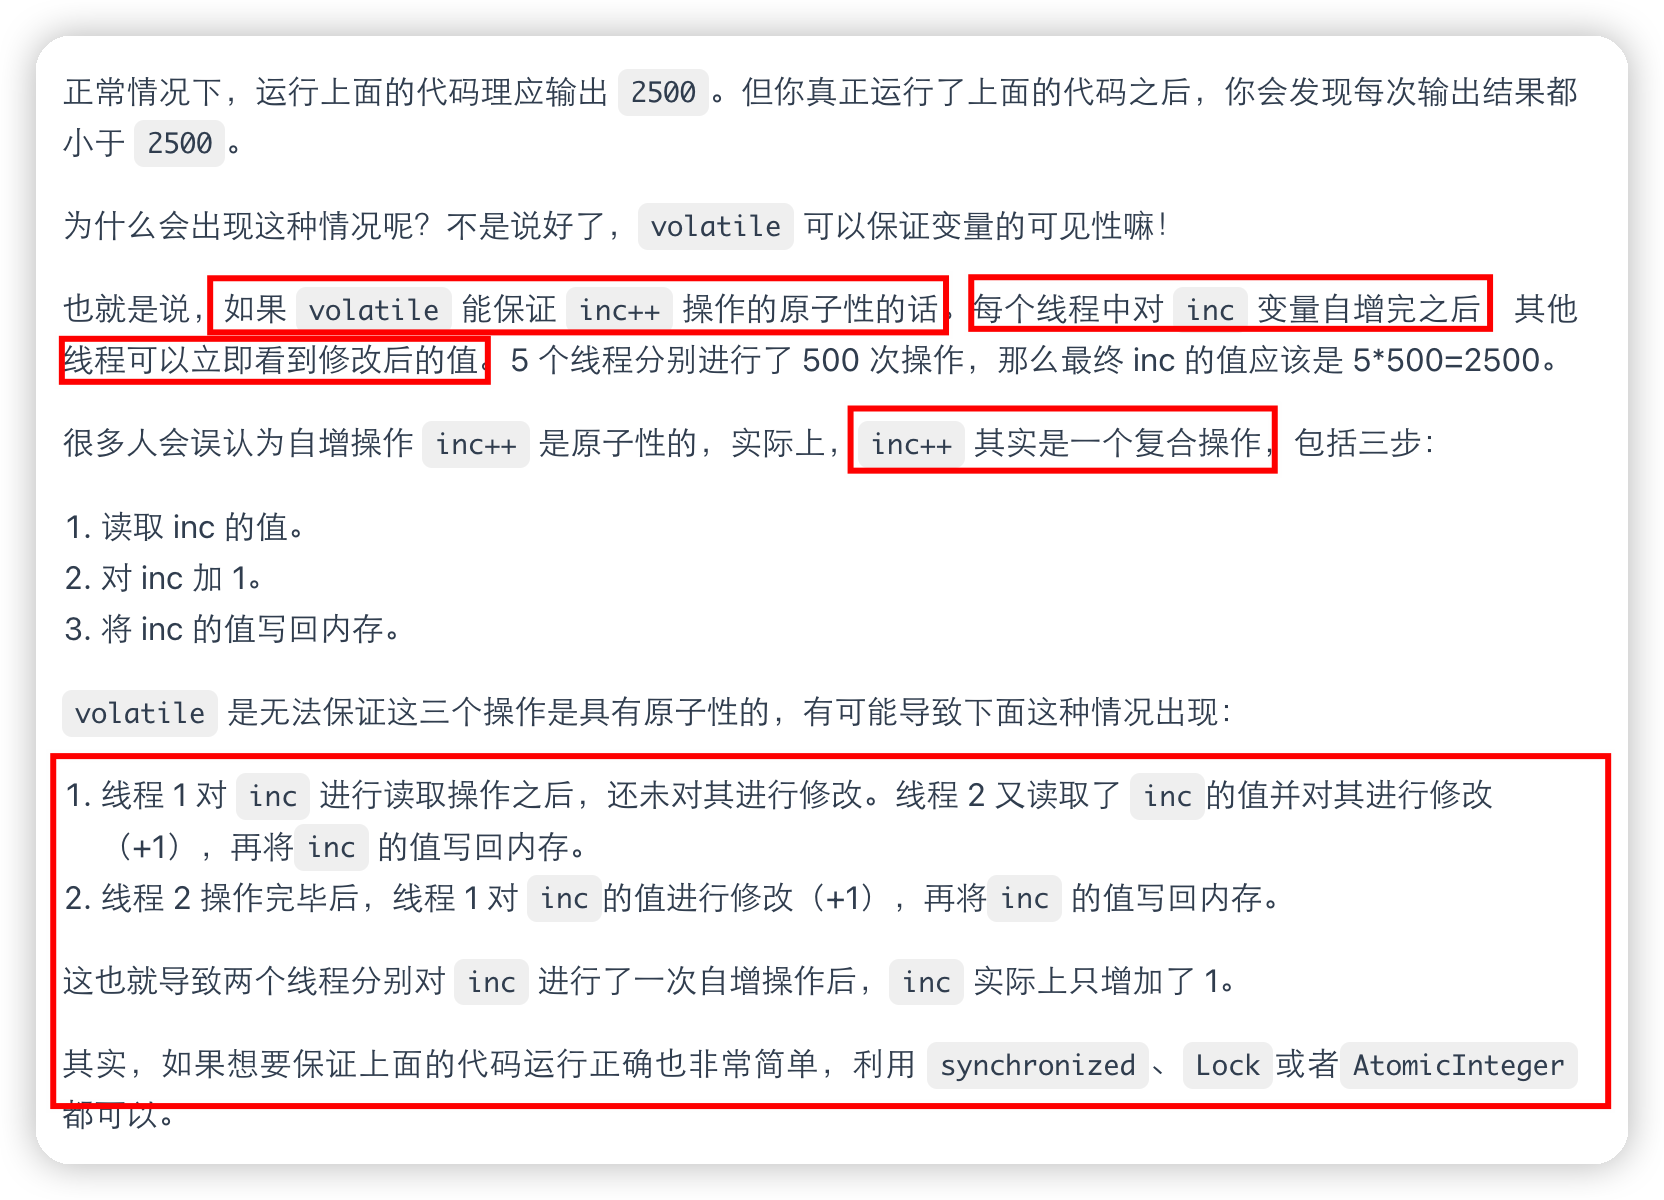 正常情况下，运行上面的代码理应输出 2500 。但你真正运行了上面的代码之后，你会发现每次输出结果都
小于 2500 。
为什么会出现这种情况呢？不是说好了， volatile 可以保证变量的可见性嘛！
也就是说，如果 volatile 能保证 inc++ 操作的原子性的话。每个线程中对 inc 变量自增完之后 其他
线程可以立即看到修改后的值。5 个线程分别进行了 500 次操作，那么最终 inc 的值应该是 5*500=2500。
很多人会误认为自增操作 inc++ 是原子性的，实际上， inc++ 其实是一个复合操作，包括三步：
1. 读取 inc 的值。
2. 对 inc 加 1。
3. 将 inc 的值写回内存。
volatile 是无法保证这三个操作是具有原子性的，有可能导致下面这种情况出现：
1. 线程 1 对 inc 进行读取操作之后，还未对其进行修改。线程 2 又读取了 inc 的值并对其进行修改
（+1），再将 inc 的值写回内存。
2. 线程 2 操作完毕后，线程 1 对 inc 的值进行修改（+1），再将 inc 的值写回内存。
这也就导致两个线程分别对 inc 进行了一次自增操作后， inc 实际上只增加了 1。
其实，如果想要保证上面的代码运行正确也非常简单，利用 synchronized 、 Lock 或者 AtomicInteger
都可以。